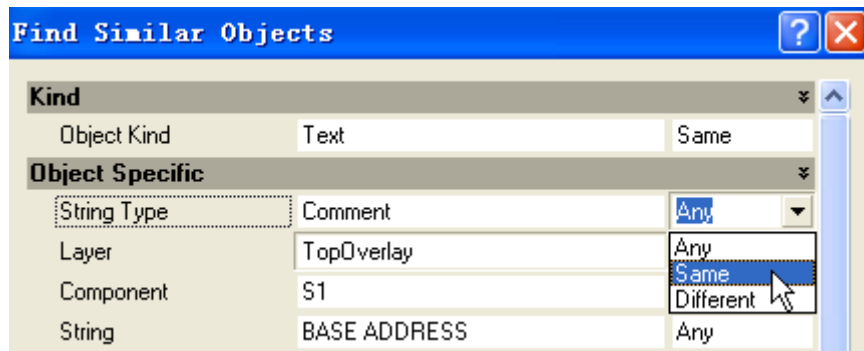 Find Similar Objects
Kind
Object Kind Text Same
Object Specific
String Type Comment Any
Layer TopOverlay Any
Component S1 Same
String BASE ADDRESS Different
Any